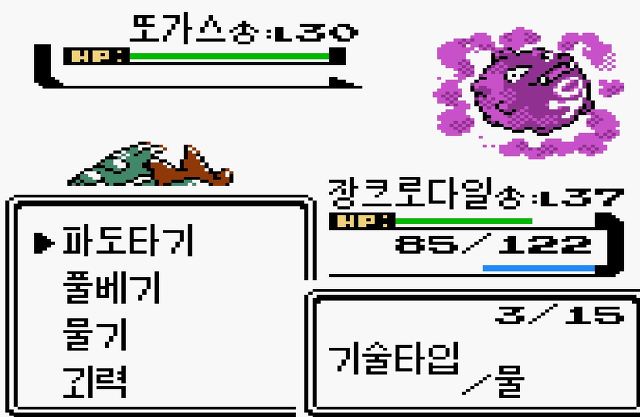 또가스♂:L30
HP:
장크로다일♂:L37
HP:
85/122
▶파도타기
풀베기
물기
괴력
3/15
기술타입
/물